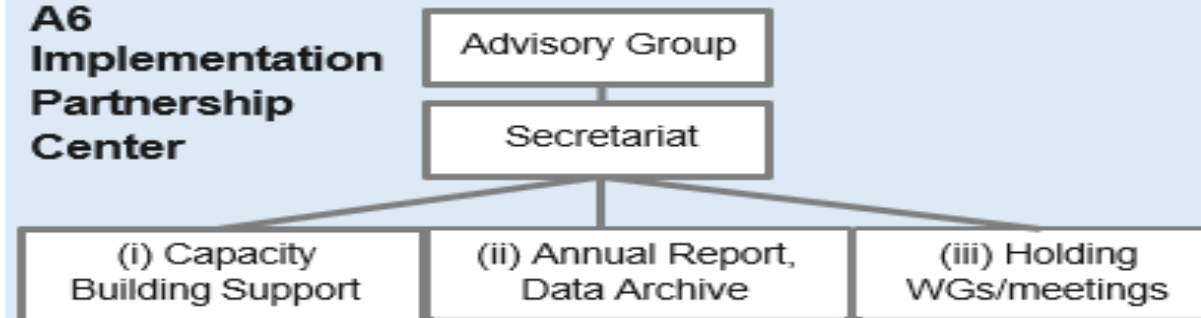 A6
Implementation
Partnership
Center
Advisory Group
Secretariat
(i) Capacity
Building Support
(ii) Annual Report,
Data Archive
(iii) Holding
WGs/meetings